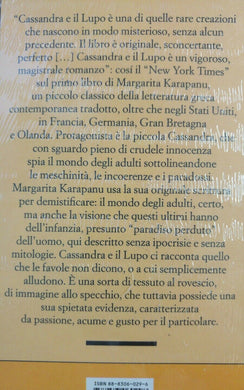 “Cassandra e il Lupo è una di quelle rare creazioni
che nascono in modo misterioso, senza alcun
precedente. Il libro è originale, sconcertante,
perfetto [...] Cassandra e il Lupo è un vigoroso,
magistrale romanzo”: così il “New York Times”
sul primo libro di Margarita Karapanu,
un piccolo classico della letteratura greca
contemporanea tradotto, oltre che negli Stati Uniti,
in Francia, Germania, Gran Bretagna
e Olanda. Protagonista è la piccola Cassandra, che
con sguardo pieno di crudele innocenza
spia il mondo degli adulti sottolineandone
le meschinità, le incoerenze e i paradossi.
Margarita Karapanu usa la sua originale scrittura
per demistificare: il mondo degli adulti, certo,
ma anche la visione che questi ultimi hanno
dell'infanzia, presunto “paradiso perduto”
dell'uomo, qui descritto senza ipocrisie e senza
mitologie. Cassandra e il Lupo ci racconta quello
che le favole non dicono, o a cui semplicemente
alludono. È una sorta di tessuto al rovescio,
di immagine allo specchio, che tuttavia possiede una
sua spietata evidenza, caratterizzata
da passione, acume e gusto per il particolare.
ISBN 88-8306-029-6